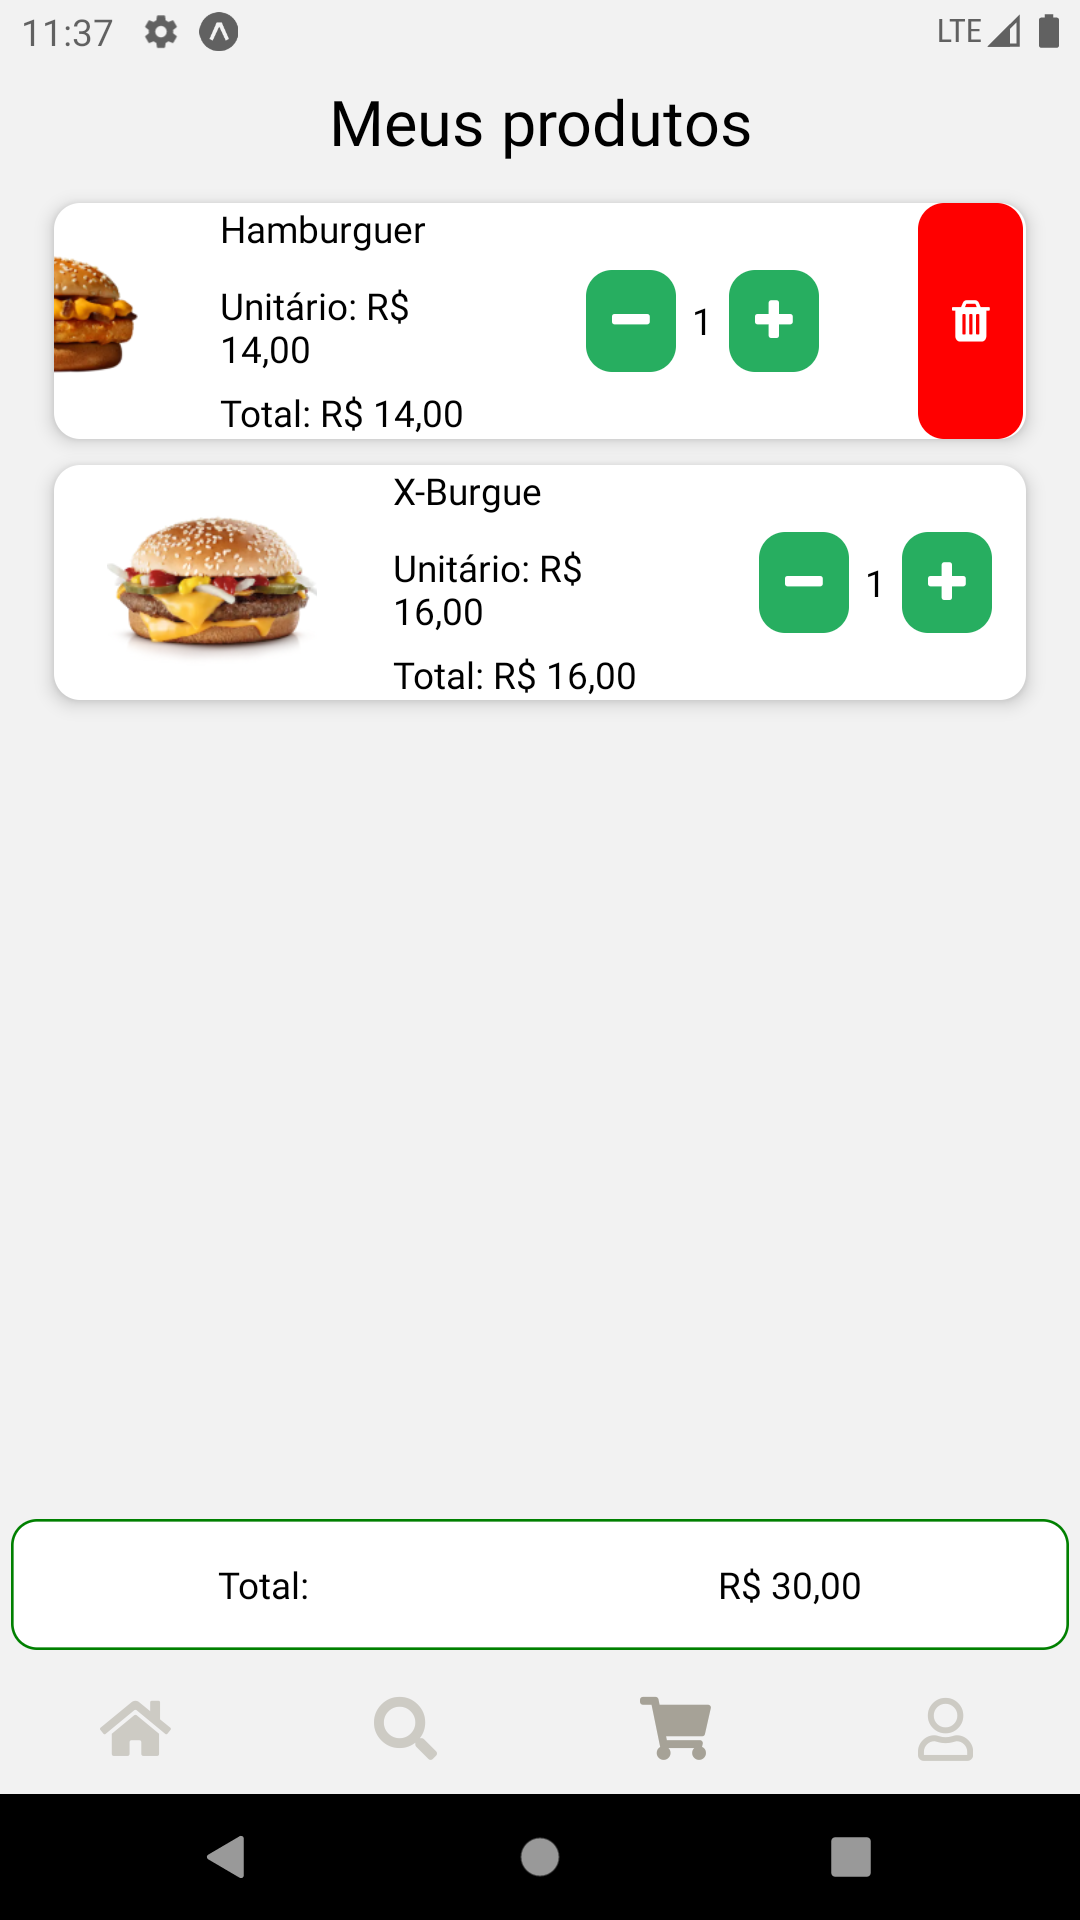 11:37
LTE
Meus produtos
Hamburguer
Unitário: R$
14,00
1
Total: R$ 14,00
X-Burgue
Unitário: R$
16,00
1
Total: R$ 16,00
Total: R$ 30,00